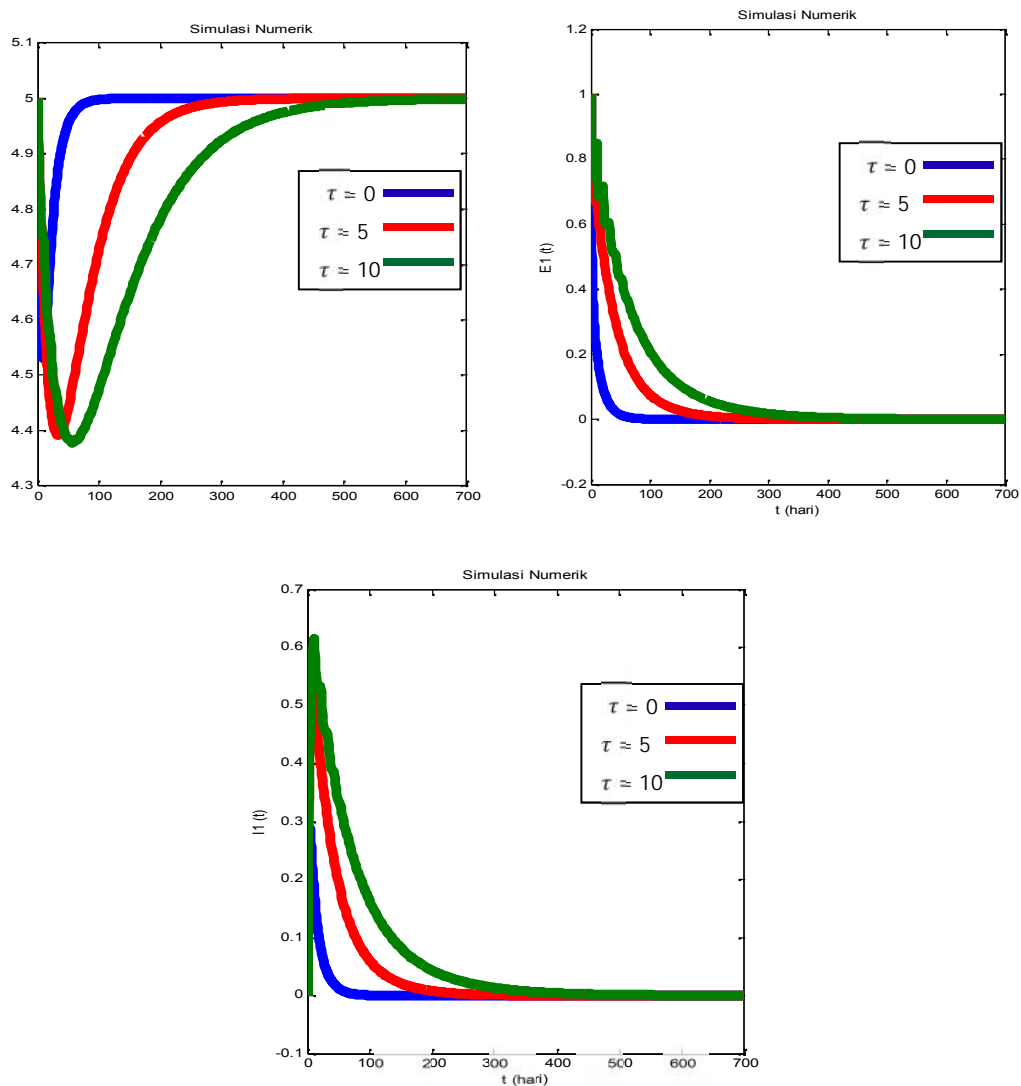 Simulasi Numerik
5.1
5
4.9
4.8
4.7
4.6
4.5
4.4
4.3
0 100 200 300 400 500 600 700
τ = 0
τ = 5
τ = 10
Simulasi Numerik
1.2
1
0.8
0.6
0.4
0.2
0
-0.2
E1 (t)
0 100 200 300 400 500 600 700
t (hari)
τ = 0
τ = 5
τ = 10
Simulasi Numerik
0.7
0.6
0.5
0.4
0.3
0.2
0.1
0
-0.1
I1 (t)
0 100 200 300 400 500 600 700
t (hari)
τ = 0
τ = 5
τ = 10